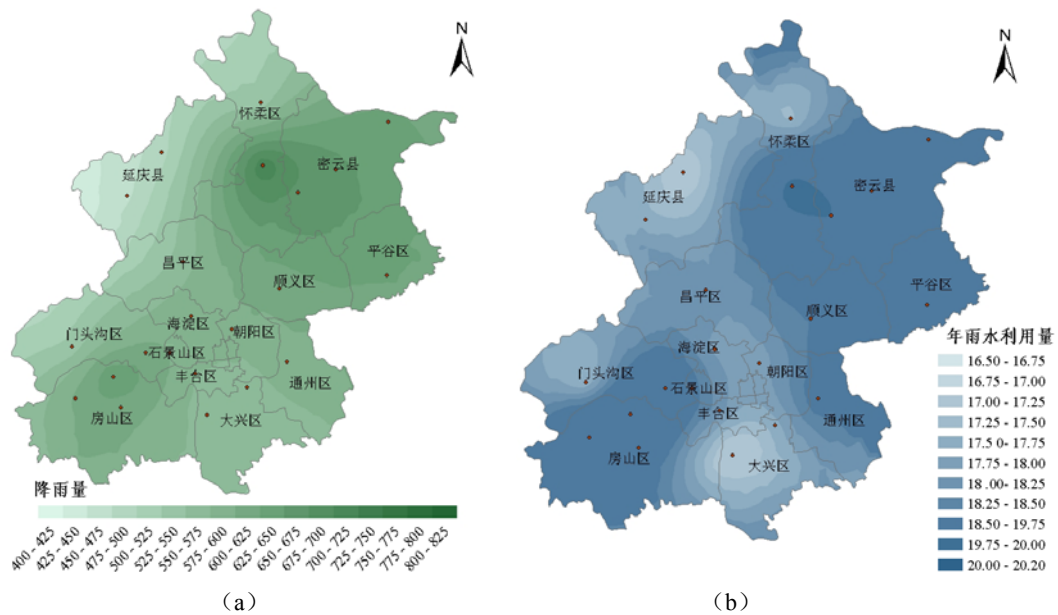 N
怀柔区
密云县
延庆县
平谷区
昌平区
顺义区
海淀区
朝阳区
门头沟区
石景山区
丰台区
通州区
房山区
大兴区
降雨量
400-425
425-450
450-475
475-500
500-525
525-550
550-575
575-600
600-625
625-650
650-675
675-700
700-725
725-750
750-775
775-800
800-825
(a)
N
怀柔区
密云县
延庆县
平谷区
昌平区
顺义区
海淀区
朝阳区
门头沟区
石景山区
丰台区
通州区
房山区
大兴区
年雨水利用量
16.50 - 16.75
16.75 - 17.00
17.00 - 17.25
17.25 - 17.50
17.5 0- 17.75
17.75 - 18.00
18 .00- 18.25
18.25 - 18.50
18.50 - 19.75
19.75 - 20.00
20.00 - 20.20
(b)